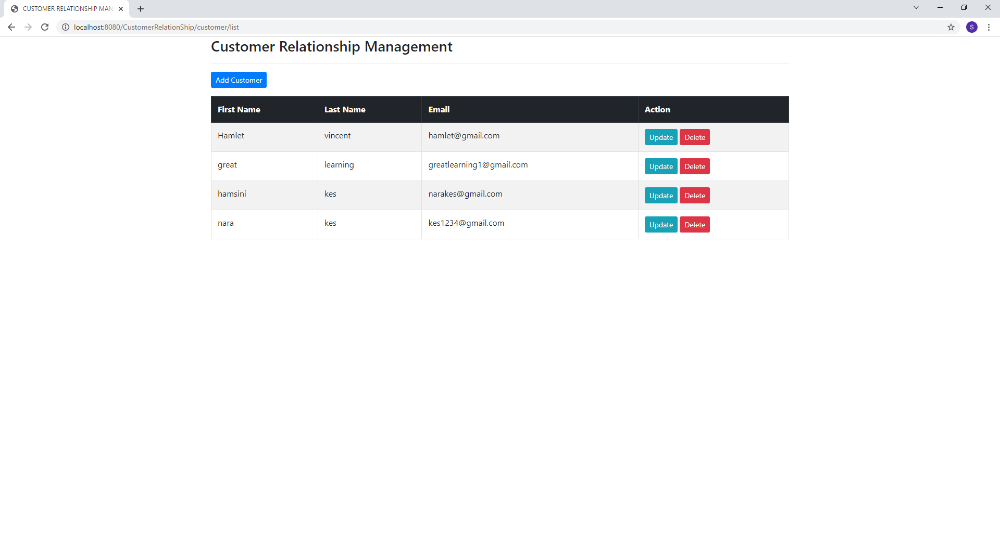 CUSTOMER RELATIONSHIP MAN
localhost:8080/CustomerRelationShip/customer/list
S
Customer Relationship Management
Add Customer
First Name Last Name Email Action
Hamlet vincent hamlet@gmail.com Update Delete
great learning greatlearning1@gmail.com Update Delete
hamsini kes narakes@gmail.com Update Delete
nara kes kes1234@gmail.com Update Delete